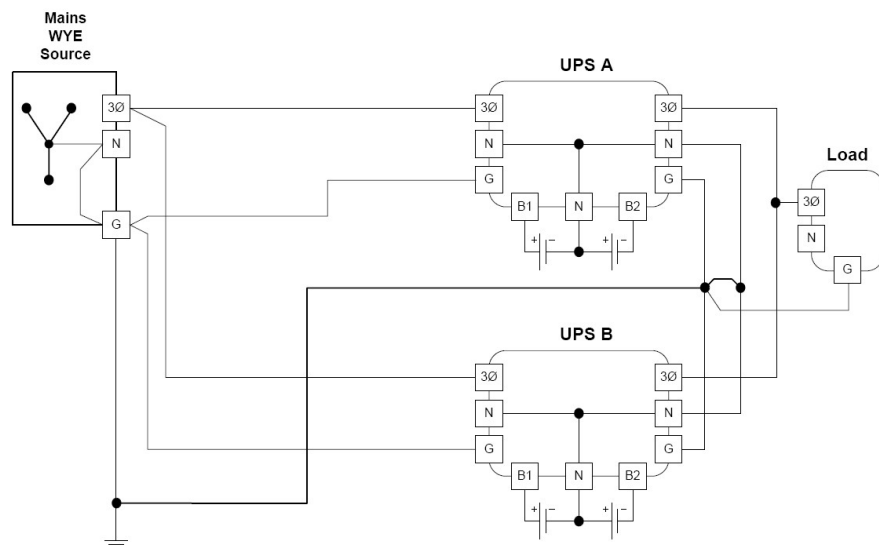 Mains
WYE
Source
3Ø
N
G
UPS A
3Ø
3Ø
N
N
G
G
B1
N
B2
+
−
+
−
Load
3Ø
N
G
UPS B
3Ø
3Ø
N
N
G
G
B1
N
B2
+
−
+
−